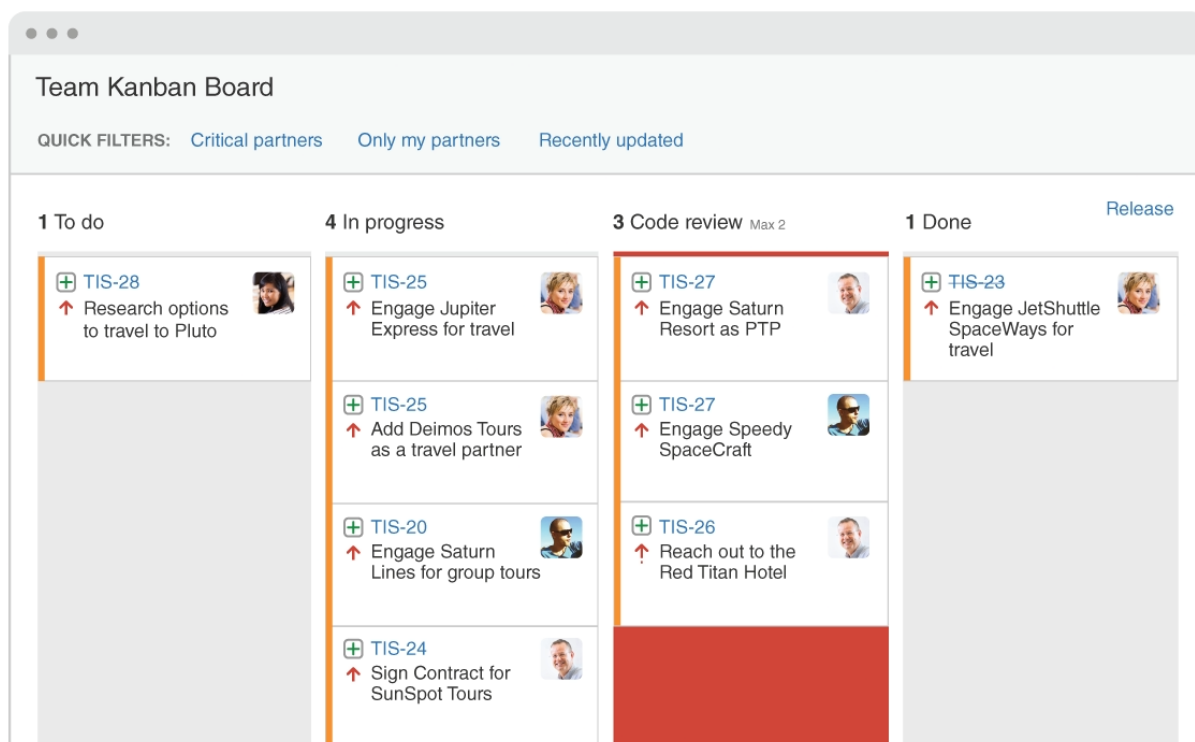 Team Kanban Board
QUICK FILTERS: Critical partners Only my partners Recently updated
Release
1 To do
TIS-28
Research options
to travel to Pluto
4 In progress
TIS-25
Engage Jupiter
Express for travel
TIS-25
Add Deimos Tours
as a travel partner
TIS-20
Engage Saturn
Lines for group tours
TIS-24
Sign Contract for
SunSpot Tours
3 Code review Max 2
TIS-27
Engage Saturn
Resort as PTP
TIS-27
Engage Speedy
SpaceCraft
TIS-26
Reach out to the
Red Titan Hotel
1 Done
TIS-23
Engage JetShuttle
SpaceWays for
travel